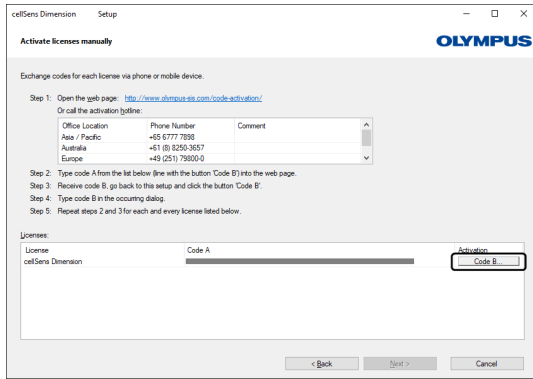 cellSens Dimension Setup
Activate licenses manually
OLYMPUS
Exchange codes for each license via phone or mobile device.
Step 1: Open the web page: http://www.olympus-sis.com/code-activation/
Or call the activation hotline:
Office Location Phone Number Comment
Asia / Pacific +65 6777 7898
Australia +61 (8) 8250-3657
Europe +49 (251) 79800-0
Step 2: Type code A from the list below (line with the button 'Code B') into the web page.
Step 3: Receive code B, go back to this setup and click the button 'Code B'.
Step 4: Type code B in the occurring dialog.
Step 5: Repeat steps 2 and 3 for each and every license listed below.
Licenses:
License Code A Activation
cellSens Dimension Code B...
< Back Next > Cancel